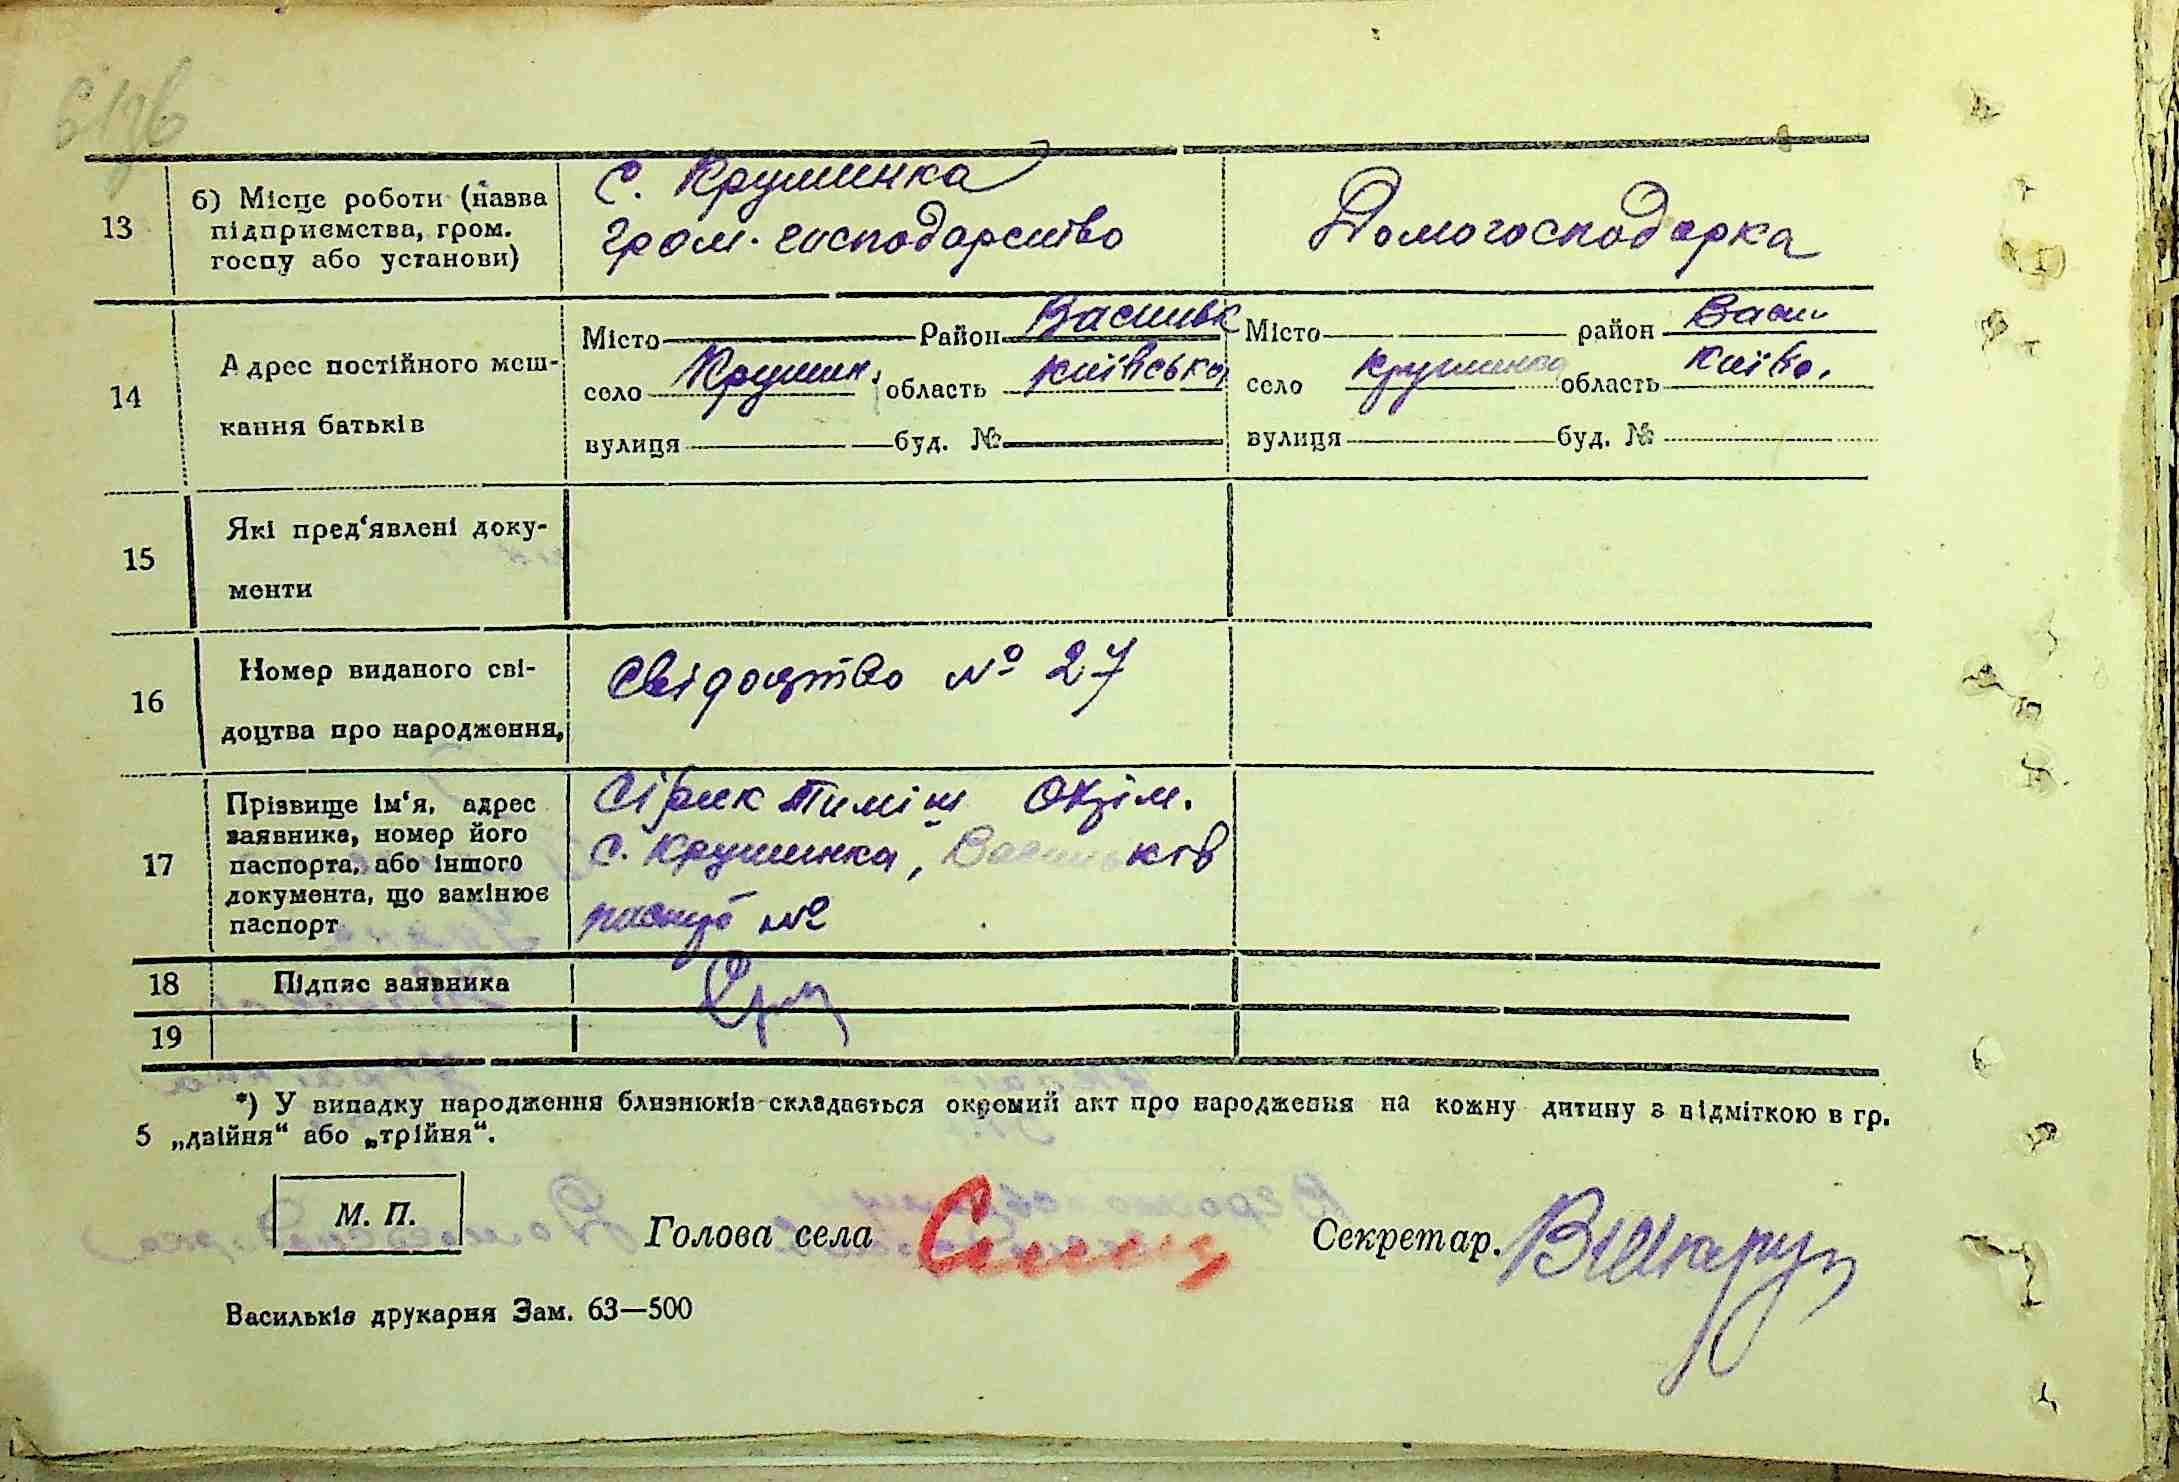 13
б) Місце роботи (назва
підприємства, гром.
госпу або установи)
С. Крушинка
гром. господарство
Домогосподарка
14
Адрес постійного меш-
кання батьків
Місто Район Васильк
село Крушин. область Київська
вулиця буд. №
Місто район Васи
село Крушинка область Київс.
вулиця буд. №
15
Які пред'явлені доку-
менти
16
Номер виданого сві-
доцтва про народження,
Свідоцтво № 27
17
Прізвище ім'я, адрес
заявника, номер його
паспорта, або іншого
документа, що замінює
паспорт
Тиміш
С. Крушинка, Васильків
№
18
Підпис заявника
19
*) У випадку народження близнюків складається окремий акт про народження на кожну дитину з відміткою в гр.
5 „двійня“ або „трійня“.
М. П.
Голова села
Секретар.
Васильків друкарня Зам. 63—500